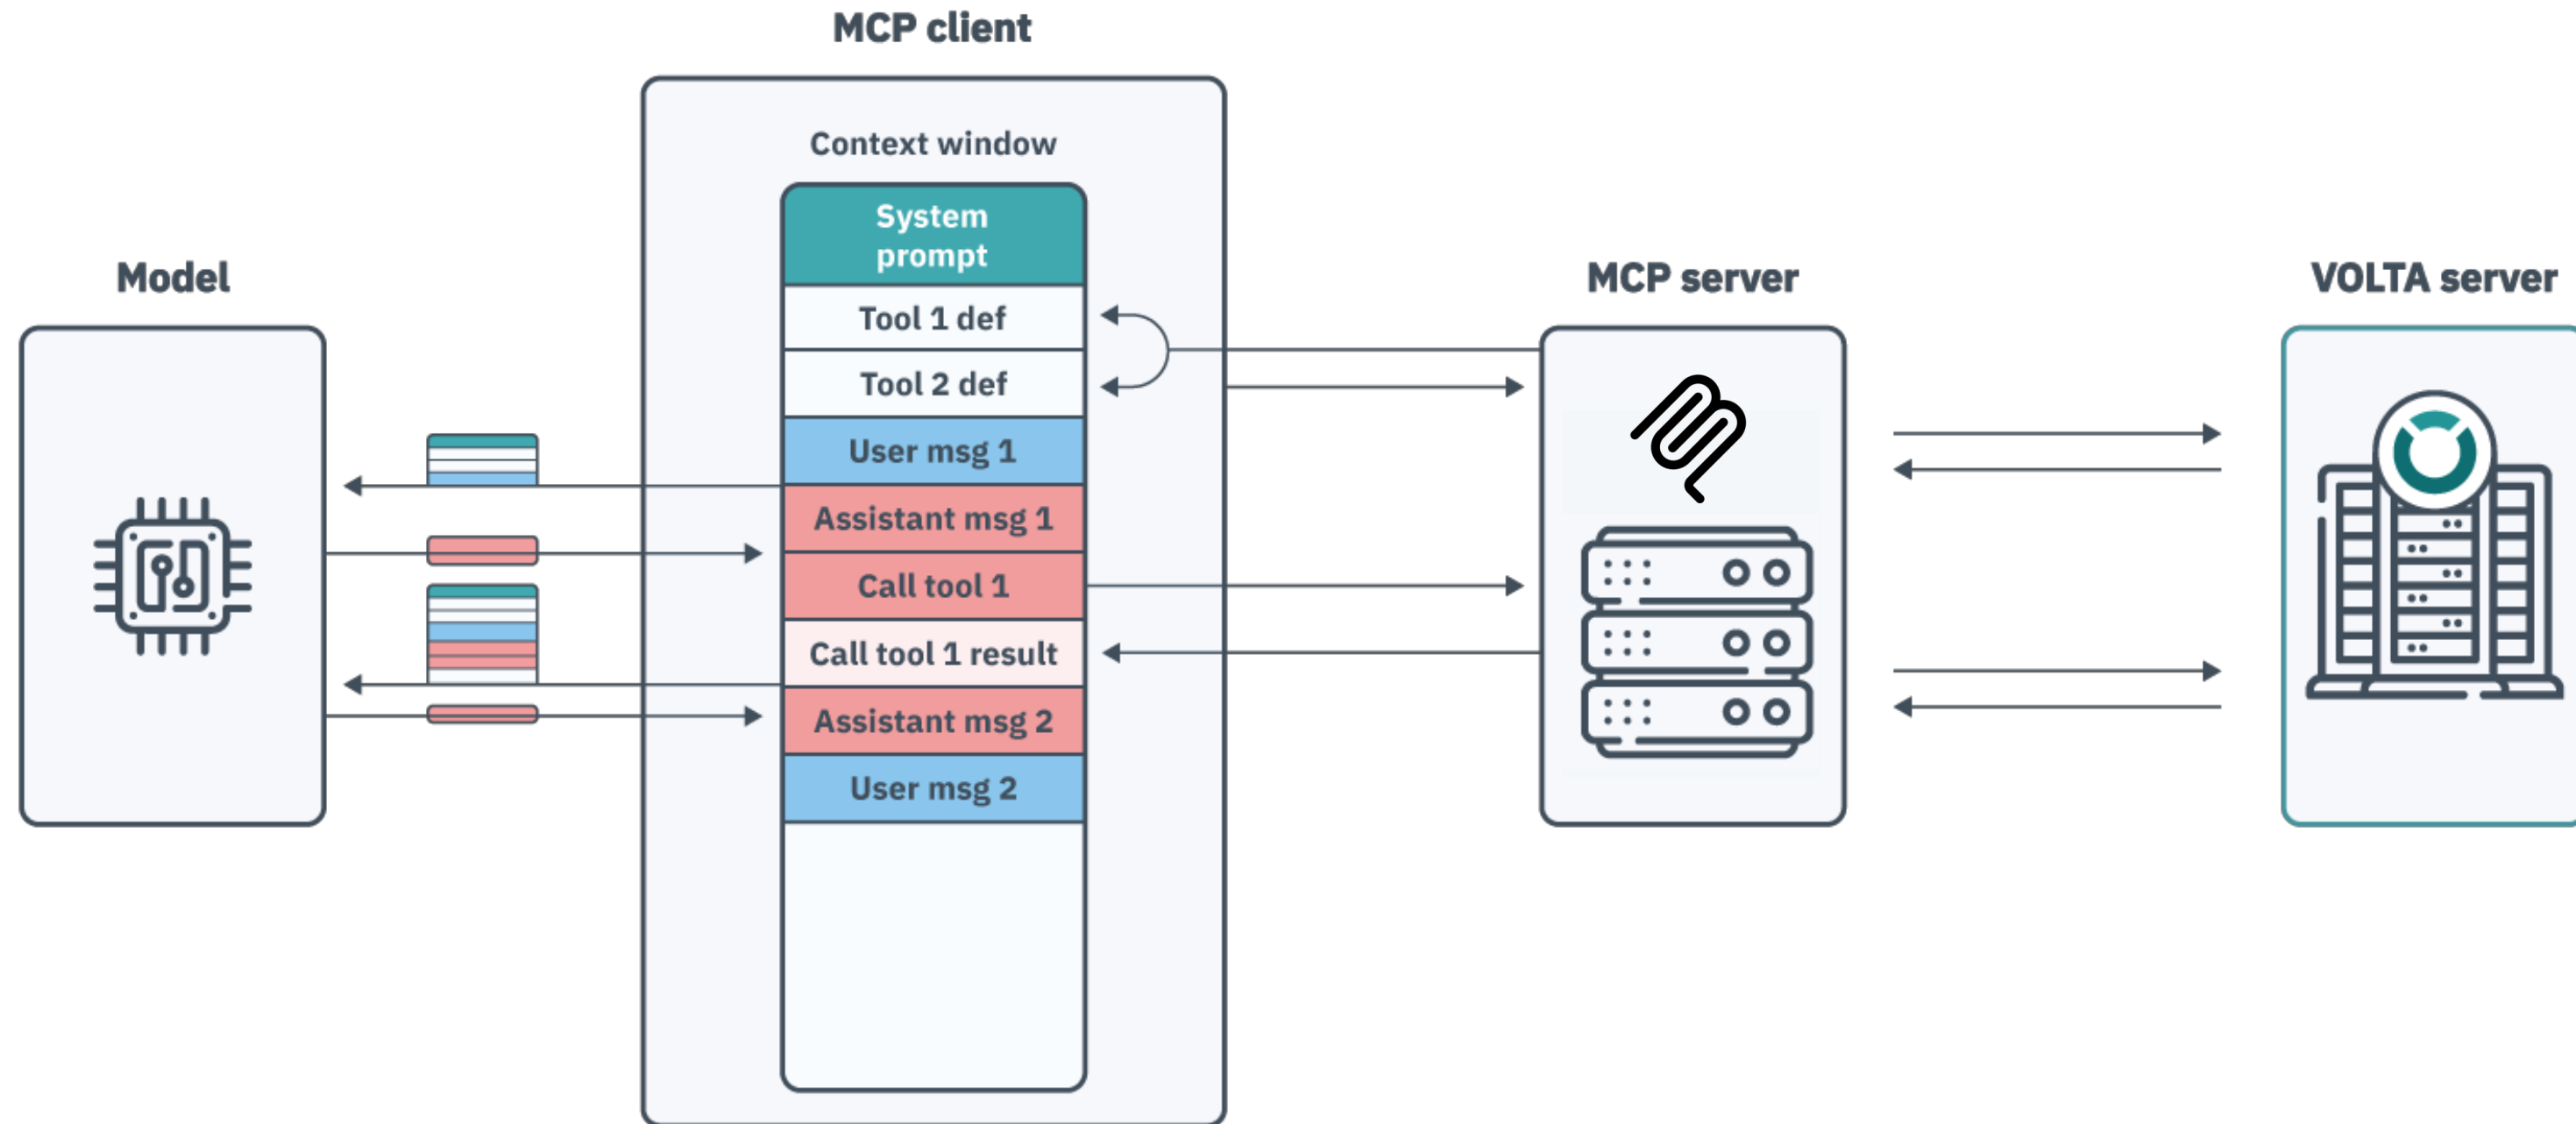 MCP client
Context window
System
prompt
Tool 1 def
Tool 2 def
User msg 1
Assistant msg 1
Call tool 1
Call tool 1 result
Assistant msg 2
User msg 2
Model
MCP server
VOLTA server